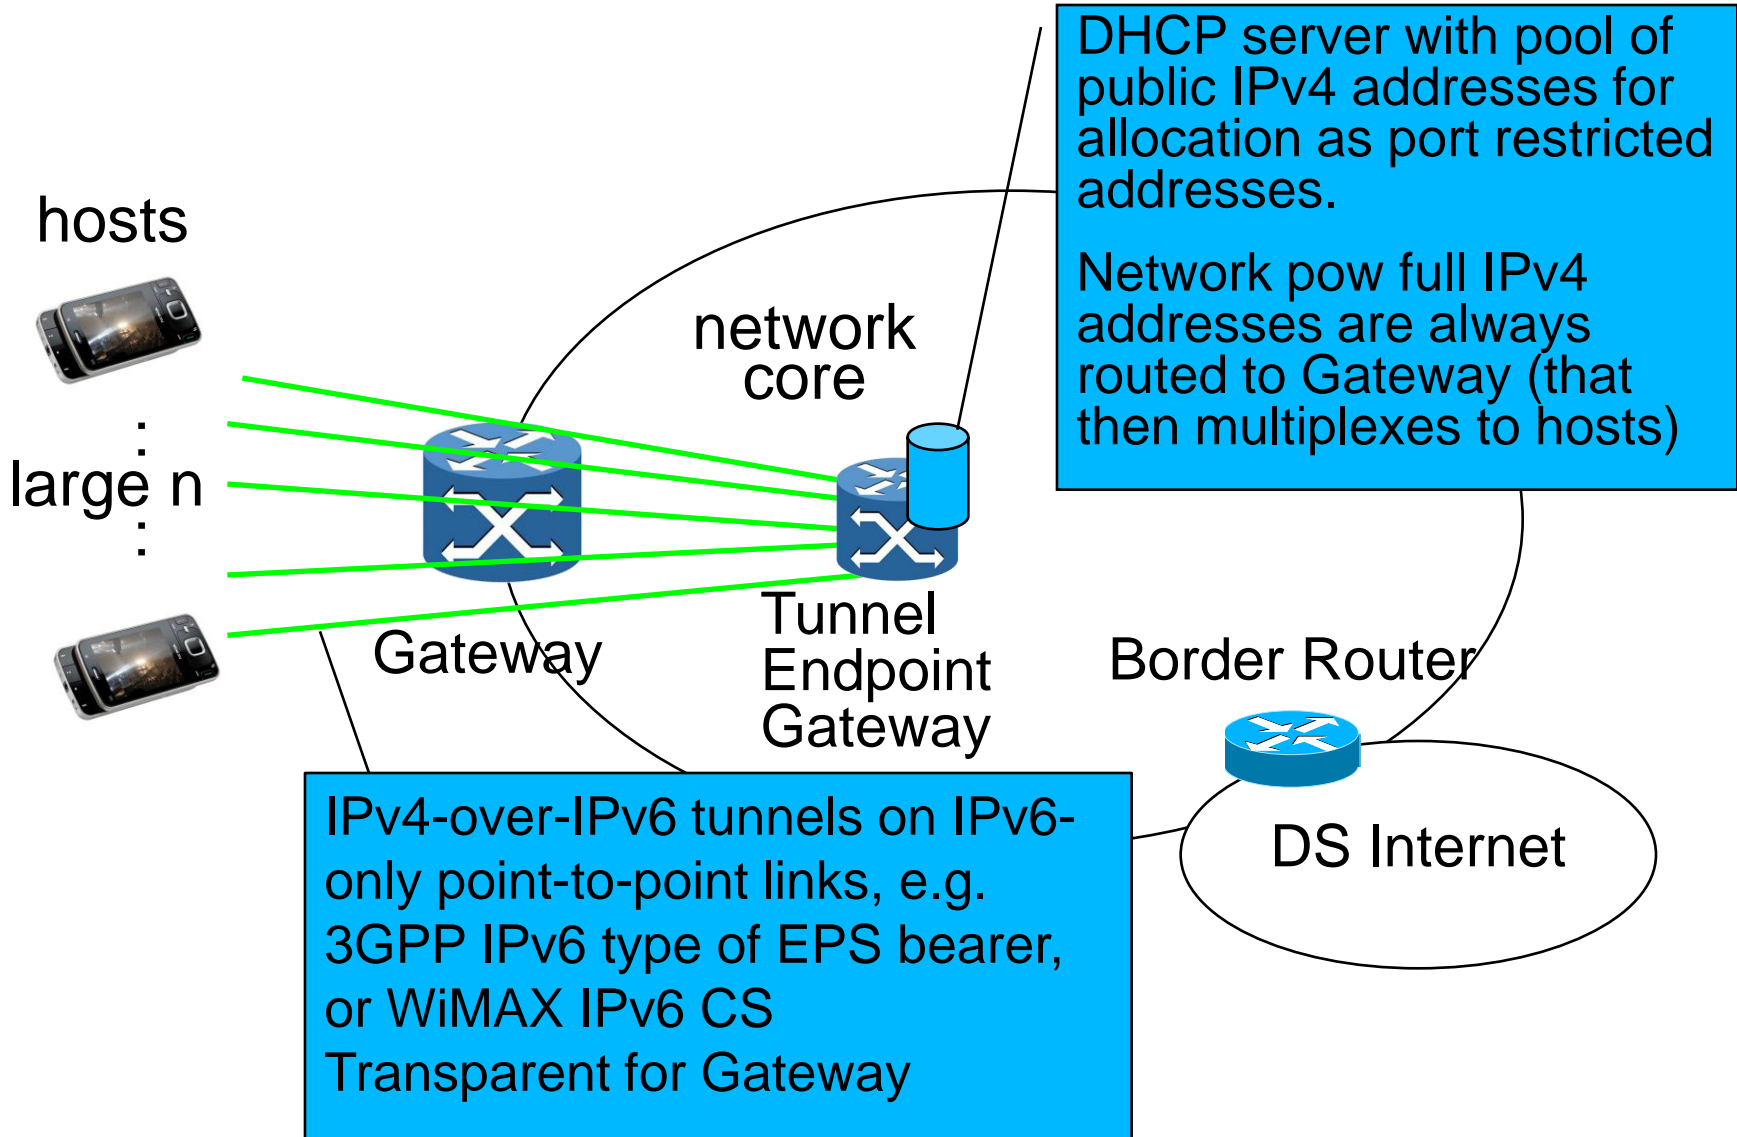 DHCP server with pool of
public IPv4 addresses for
allocation as port restricted
addresses.
Network pow full IPv4
addresses are always
routed to Gateway (that
then multiplexes to hosts)
hosts
network
core
large n
Gateway
Tunnel
Endpoint
Gateway
Border Router
DS Internet
IPv4-over-IPv6 tunnels on IPv6-
only point-to-point links, e.g.
3GPP IPv6 type of EPS bearer,
or WiMAX IPv6 CS
Transparent for Gateway